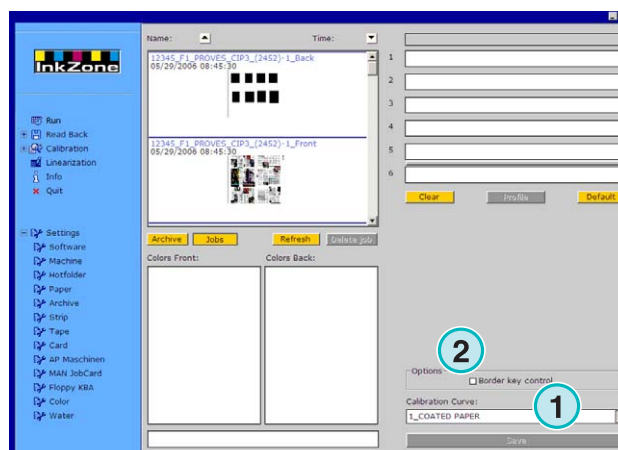 InkZone
Run
Read Back
Calibration
Linearization
Info
Quit
Settings
Software
Machine
Hotfolder
Paper
Archive
Strip
Tape
Card
AP Maschinen
MAN JobCard
Floppy KBA
Color
Water
Name:
Time:
12345_F1_PROVES_CIP3_(2452)-1_Back
05/29/2006 08:45:30
12345_F1_PROVES_CIP3_(2452)-1_Front
05/29/2006 08:45:30
Archive
Jobs
Refresh
Delete job
Colors Front:
Colors Back:
1
2
3
4
5
6
Clear
Profile
Default
2
Options
Border key control
Calibration Curve:
1
1_COATED PAPER
Save